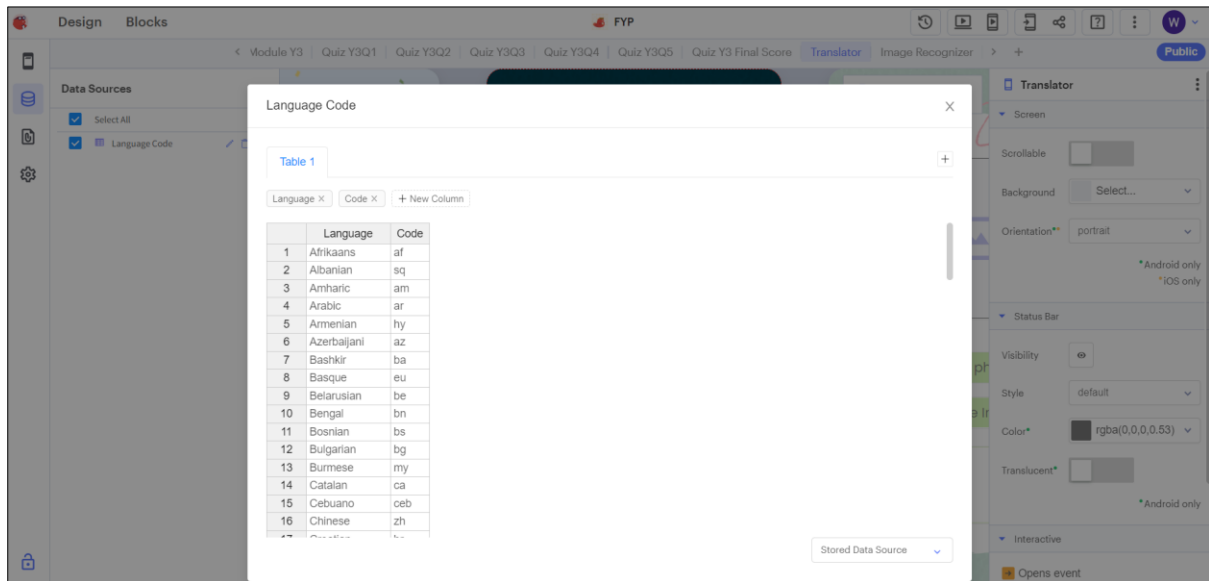 Design Blocks FYP W
Module Y3 Quiz Y3Q1 Quiz Y3Q2 Quiz Y3Q3 Quiz Y3Q4 Quiz Y3Q5 Quiz Y3 Final Score Translator Image Recognizer + Public
Data Sources
Select All
Language Code
Language Code
Table 1
Language Code + New Column
Language Code
1 Afrikaans af
2 Albanian sq
3 Amharic am
4 Arabic ar
5 Armenian hy
6 Azerbaijani az
7 Bashkir ba
8 Basque eu
9 Belarusian be
10 Bengal bn
11 Bosnian bs
12 Bulgarian bg
13 Burmese my
14 Catalan ca
15 Cebuano ceb
16 Chinese zh
Stored Data Source
Translator
Screen
Scrollable
Background Select...
Orientation** portrait
*Android only
*iOS only
Status Bar
Visibility
Style default
Color* rgba(0,0,0,0.53)
Translucent*
*Android only
Interactive
Opens event